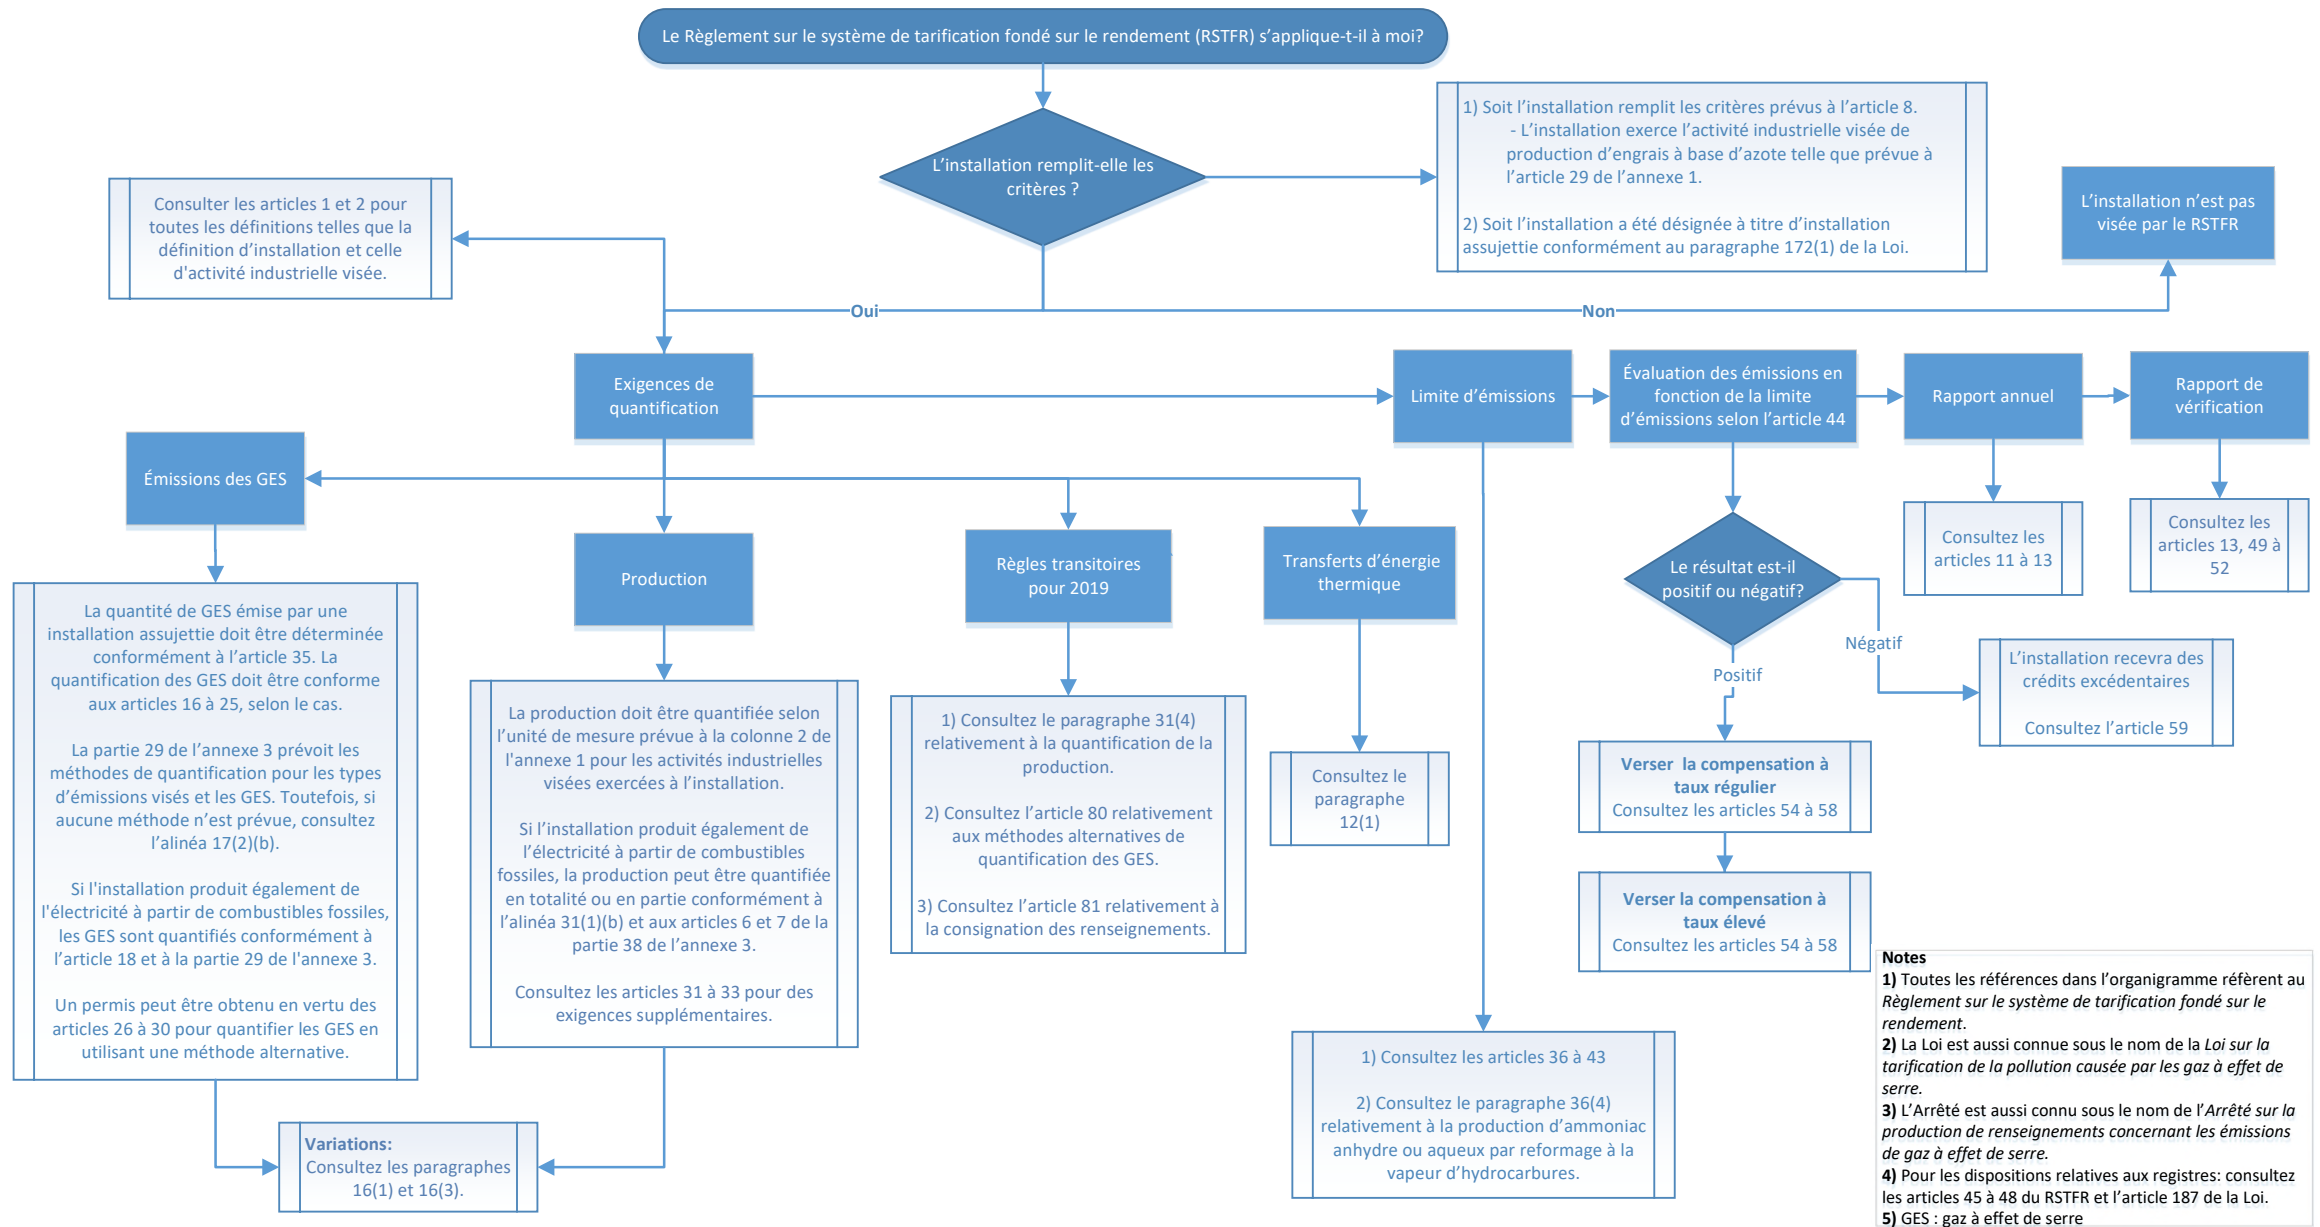 Le Règlement sur le système de tarification fondé sur le rendement (RSTFR) s’applique-t-il à moi?
L’installation remplit-elle les
critères ?
1) Soit l’installation remplit les critères prévus à l’article 8.
- L’installation exerce l’activité industrielle visée de
production d’engrais à base d’azote telle que prévue à
l’article 29 de l’annexe 1.
2) Soit l’installation a été désignée à titre d’installation
assujettie conformément au paragraphe 172(1) de la Loi.
L’installation n’est pas
visée par le RSTFR
Consulter les articles 1 et 2 pour
toutes les définitions telles que la
définition d’installation et celle
d'activité industrielle visée.
Oui
Non
Exigences de
quantification
Limite d’émissions
Évaluation des émissions en
fonction de la limite
d’émissions selon l’article 44
Rapport annuel
Rapport de
vérification
Émissions des GES
Production
Règles transitoires
pour 2019
Transferts d’énergie
thermique
Le résultat est-il
positif ou négatif?
Consultez les
articles 11 à 13
Consultez les
articles 13, 49 à
52
La quantité de GES émise par une
installation assujettie doit être déterminée
conformément à l’article 35. La
quantification des GES doit être conforme
aux articles 16 à 25, selon le cas.
La partie 29 de l’annexe 3 prévoit les
méthodes de quantification pour les types
d’émissions visés et les GES. Toutefois, si
aucune méthode n’est prévue, consultez
l’alinéa 17(2)(b).
Si l'installation produit également de
l'électricité à partir de combustibles fossiles,
les GES sont quantifiés conformément à
l’article 18 et à la partie 29 de l'annexe 3.
Un permis peut être obtenu en vertu des
articles 26 à 30 pour quantifier les GES en
utilisant une méthode alternative.
La production doit être quantifiée selon
l’unité de mesure prévue à la colonne 2 de
l'annexe 1 pour les activités industrielles
visées exercées à l’installation.
Si l’installation produit également de
l’électricité à partir de combustibles
fossiles, la production peut être quantifiée
en totalité ou en partie conformément à
l’alinéa 31(1)(b) et aux articles 6 et 7 de la
partie 38 de l’annexe 3.
Consultez les articles 31 à 33 pour des
exigences supplémentaires.
1) Consultez le paragraphe 31(4)
relativement à la quantification de la
production.
2) Consultez l’article 80 relativement
aux méthodes alternatives de
quantification des GES.
3) Consultez l’article 81 relativement à
la consignation des renseignements.
Consultez le
paragraphe
12(1)
Négatif
Positif
L’installation recevra des
crédits excédentaires
Consultez l’article 59
Verser la compensation à
taux régulier
Consultez les articles 54 à 58
Verser la compensation à
taux élevé
Consultez les articles 54 à 58
1) Consultez les articles 36 à 43
2) Consultez le paragraphe 36(4)
relativement à la production d’ammoniac
anhydre ou aqueux par reformage à la
vapeur d’hydrocarbures.
Variations:
Consultez les paragraphes
16(1) et 16(3).
Notes
1) Toutes les références dans l’organigramme réfèrent au
Règlement sur le système de tarification fondé sur le
rendement.
2) La Loi est aussi connue sous le nom de la Loi sur la
tarification de la pollution causée par les gaz à effet de
serre.
3) L’Arrêté est aussi connu sous le nom de l’Arrêté sur la
production de renseignements concernant les émissions
de gaz à effet de serre.
4) Pour les dispositions relatives aux registres: consultez
les articles 45 à 48 du RSTFR et l’article 187 de la Loi.
5) GES : gaz à effet de serre